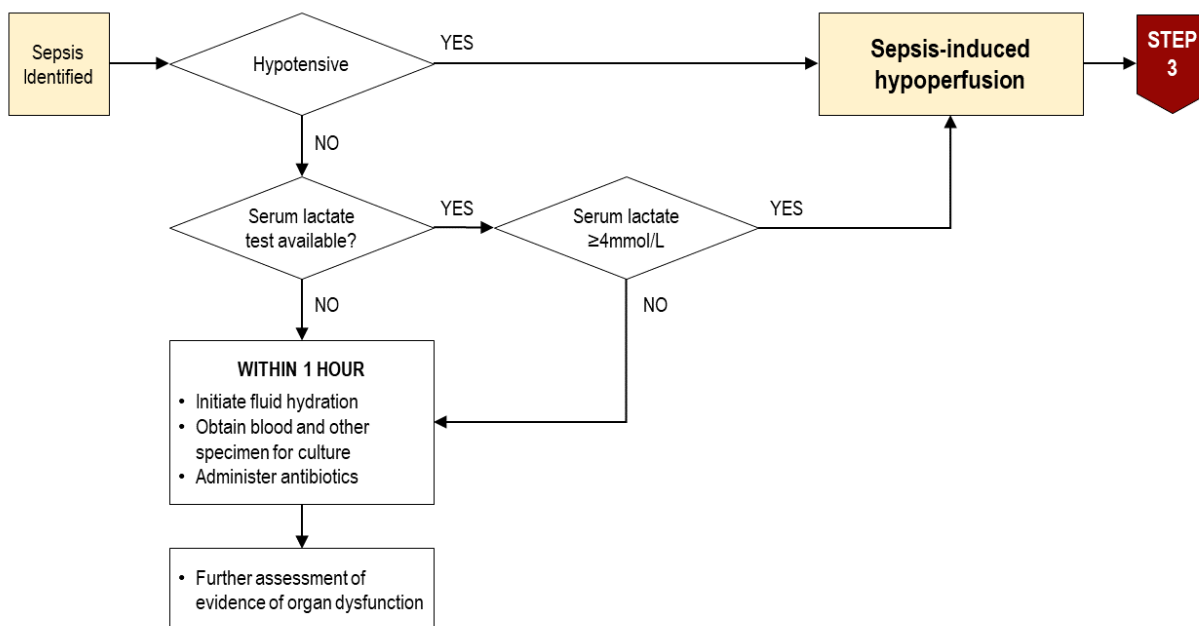 Sepsis
Identified
Hypotensive
YES
Sepsis-induced
hypoperfusion
STEP
3
NO
Serum lactate
test available?
YES
Serum lactate
≥4mmol/L
YES
NO
NO
WITHIN 1 HOUR
• Initiate fluid hydration
• Obtain blood and other
specimen for culture
• Administer antibiotics
• Further assessment of
evidence of organ dysfunction